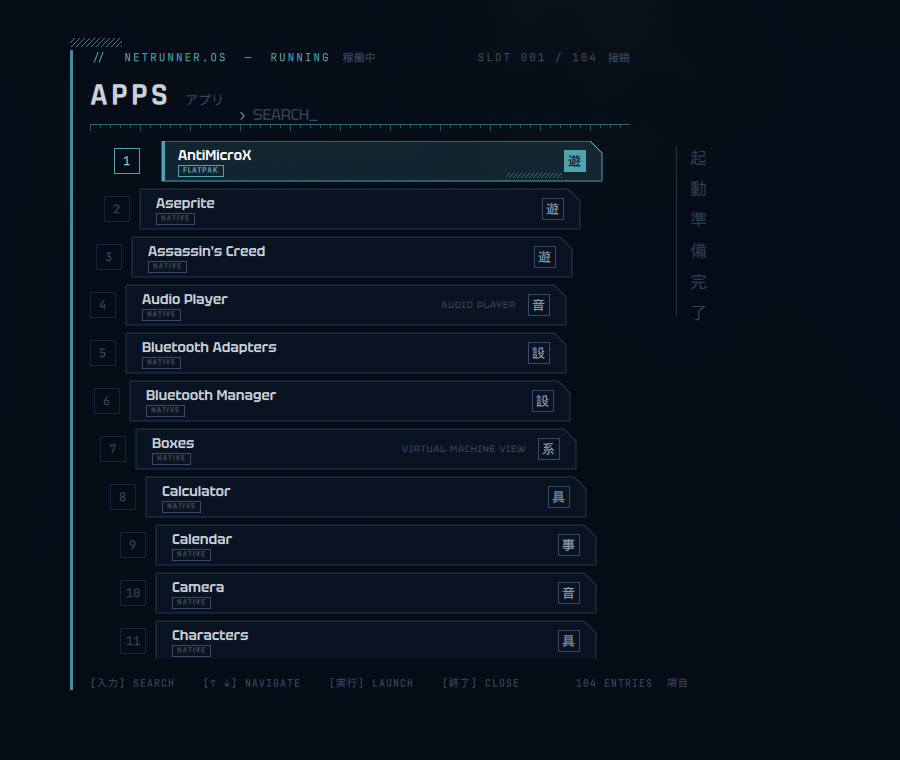 // NETRUNNER.OS — RUNNING 稼働中
SLOT 001 / 104 接続
APPS アプリ
› SEARCH_
1 AntiMicroX 遊
FLATPAK
2 Aseprite 遊
NATIVE
3 Assassin's Creed 遊
NATIVE
4 Audio Player AUDIO PLAYER 音
NATIVE
5 Bluetooth Adapters 設
NATIVE
6 Bluetooth Manager 設
NATIVE
7 Boxes VIRTUAL MACHINE VIEW 系
NATIVE
8 Calculator 具
NATIVE
9 Calendar 事
NATIVE
10 Camera 音
NATIVE
11 Characters 具
NATIVE
起動準備完了
[入力] SEARCH [↑ ↓] NAVIGATE [実行] LAUNCH [終了] CLOSE 104 ENTRIES 項目